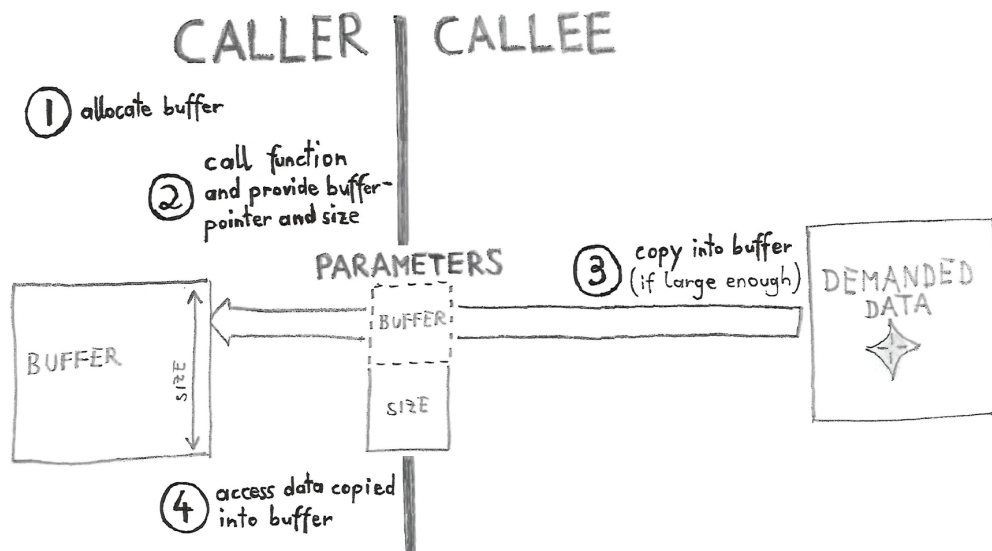 CALLER CALLEE
1 allocate buffer
2 call function
and provide buffer-
pointer and size
PARAMETERS
3 copy into buffer
(if large enough)
DEMANDED
DATA
BUFFER
SIZE
BUFFER
SIZE
4 access data copied
into buffer